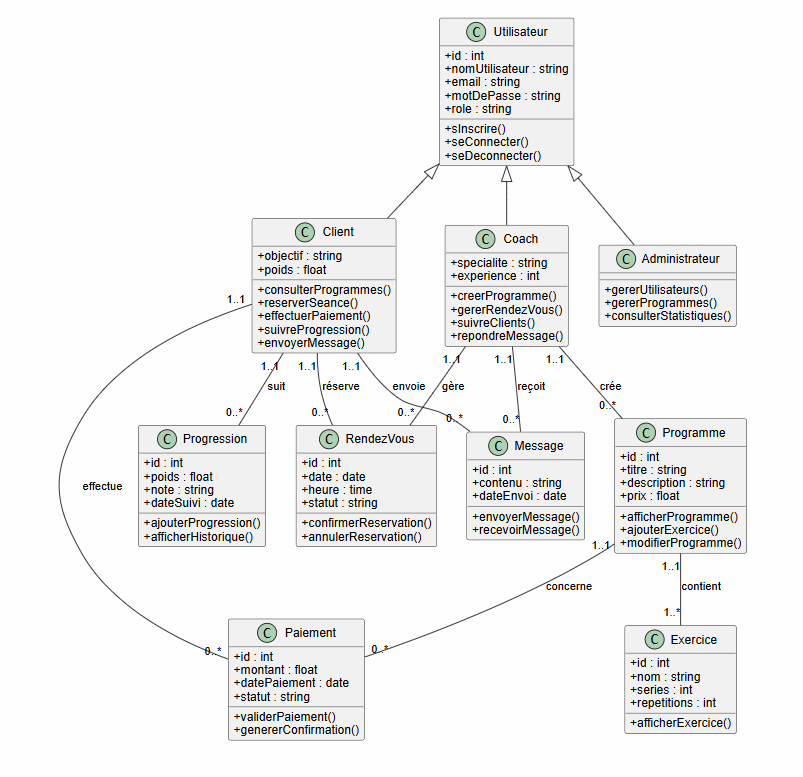 C Utilisateur
+id : int
+nomUtilisateur : string
+email : string
+motDePasse : string
+role : string
+sInscrire()
+seConnecter()
+seDeconnecter()
C Client
+objectif : string
+poids : float
+consulterProgrammes()
+reserverSeance()
+effectuerPaiement()
+suivreProgression()
+envoyerMessage()
C Coach
+specialite : string
+experience : int
+creerProgramme()
+gererRendezVous()
+suivreClients()
+repondreMessage()
C Administrateur
+gererUtilisateurs()
+gererProgrammes()
+consulterStatistiques()
1..1
1..1
1..1
1..1
1..1
1..1
1..1
suit
réserve
envoie
gère
reçoit
crée
0..*
0..*
0..*
0..*
0..*
0..*
C Progression
+id : int
+poids : float
+note : string
+dateSuivi : date
+ajouterProgression()
+afficherHistorique()
C RendezVous
+id : int
+date : date
+heure : time
+statut : string
+confirmerReservation()
+annulerReservation()
C Message
+id : int
+contenu : string
+dateEnvoi : date
+envoyerMessage()
+recevoirMessage()
C Programme
+id : int
+titre : string
+description : string
+prix : float
+afficherProgramme()
+ajouterExercice()
+modifierProgramme()
effectue
1..1
concerne
1..1
contient
1..*
0..*
0..*
C Paiement
+id : int
+montant : float
+datePaiement : date
+statut : string
+validerPaiement()
+genererConfirmation()
C Exercice
+id : int
+nom : string
+series : int
+repetitions : int
+afficherExercice()